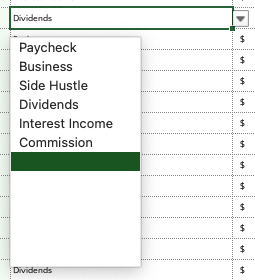 Dividends
$
Paycheck
$
Business
$
Side Hustle
$
Dividends
$
Interest Income
$
Commission
$
$
$
$
$
$
Dividends $